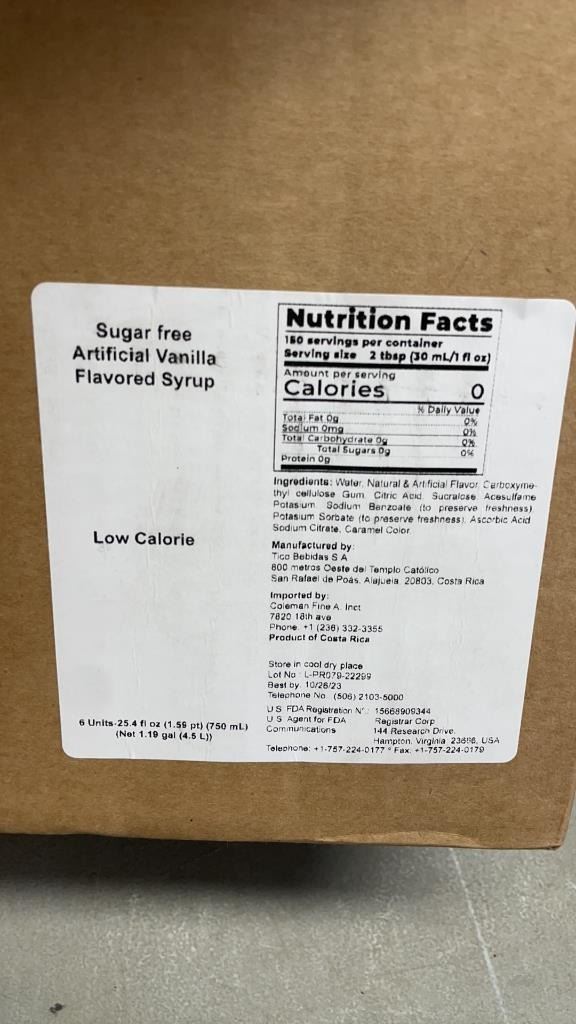 Sugar free
Artificial Vanilla
Flavored Syrup
Low Calorie
6 Units-25.4 fl oz (1.59 pt) (750 mL)
(Net 1.19 gal (4.5 L))
Nutrition Facts
150 servings per container
Serving size 2 tbsp (30 mL/1 fl oz)
Amount per serving
Calories 0
% Daily Value
Total Fat 0g 0%
Sodium 0mg 0%
Total Carbohydrate 0g 0%
Total Sugars 0g 0%
Protein 0g
Ingredients: Water, Natural & Artificial Flavor, Carboxyme-
thyl cellulose Gum, Citric Acid, Sucralose Acesulfame
Potasium, Sodium Benzoate (to preserve freshness),
Potasium Sorbate (to preserve freshness), Ascorbic Acid
Sodium Citrate, Caramel Color.
Manufactured by:
Tico Bebidas S A
800 metros Oeste del Templo Católico
San Rafael de Poás, Alajuela, 20803, Costa Rica
Imported by:
Coleman Fine A. Inct
7820 18th ave
Phone. +1 (236) 332-3355
Product of Costa Rica
Store in cool dry place
Lot No : L-PR079-22299
Best by: 10/26/23
Telephone No. (506) 2103-5000
U S FDA Registration N°.: 15668909344
U S Agent for FDA Registrar Corp
Communications 144 Research Drive.
Hampton, Virginia, 23666, USA
Telephone: +1-757-224-0177 * Fax: +1-757-224-0179